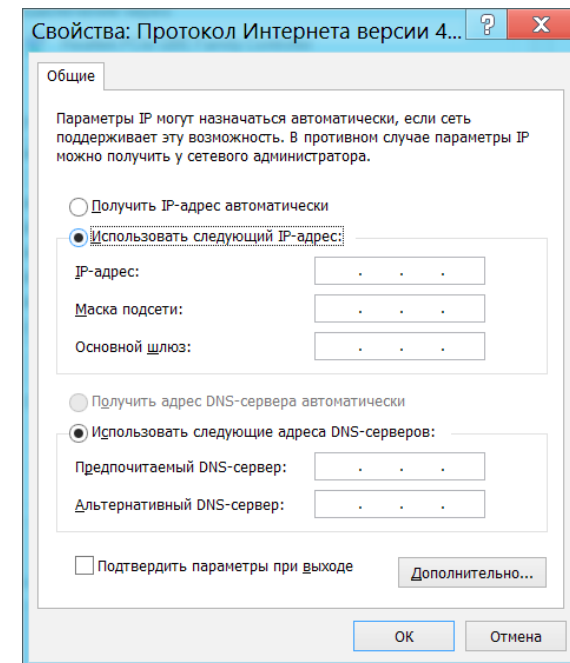 Свойства: Протокол Интернета версии 4...
?
X
Общие
Параметры IP могут назначаться автоматически, если сеть
поддерживает эту возможность. В противном случае параметры IP
можно получить у сетевого администратора.
Получить IP-адрес автоматически
Использовать следующий IP-адрес:
IP-адрес: . . .
Маска подсети: . . .
Основной шлюз: . . .
Получить адрес DNS-сервера автоматически
Использовать следующие адреса DNS-серверов:
Предпочитаемый DNS-сервер: . . .
Альтернативный DNS-сервер: . . .
Подтвердить параметры при выходе
Дополнительно...
ОК
Отмена